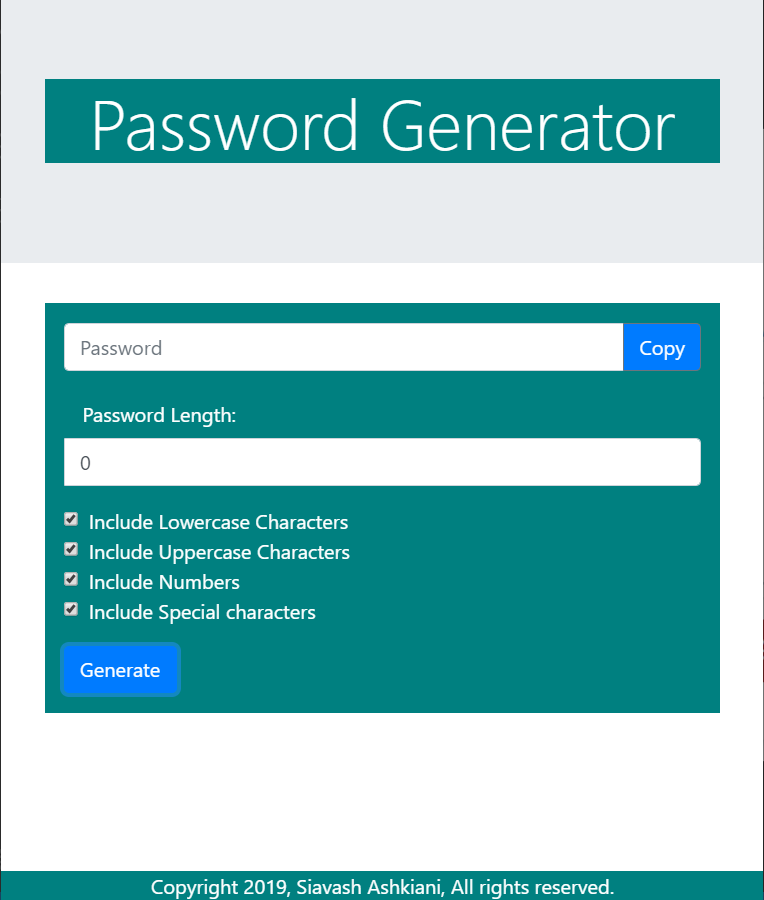 Password Generator
Password
Copy
Password Length:
0
Include Lowercase Characters
Include Uppercase Characters
Include Numbers
Include Special characters
Generate
Copyright 2019, Siavash Ashkiani, All rights reserved.